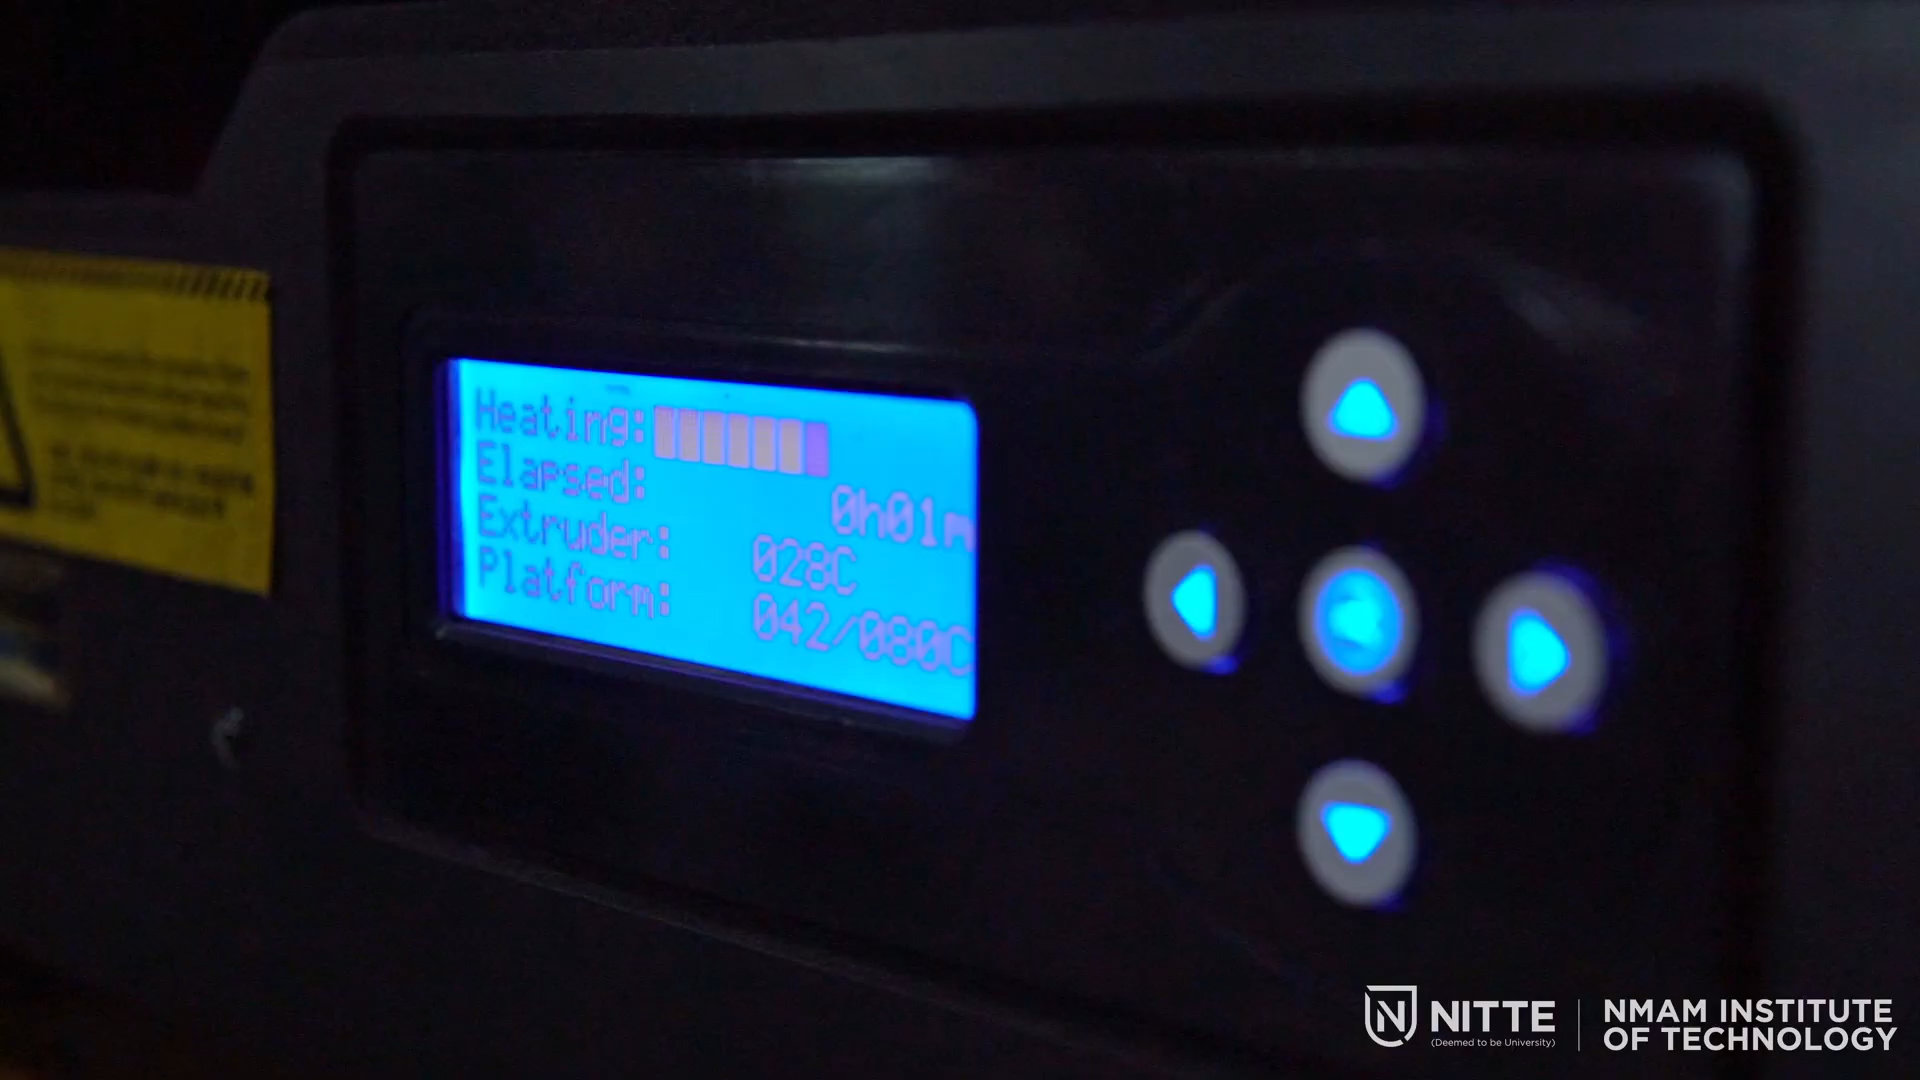 Heating:
Elapsed: 0h01m
Extruder: 028C
Platform: 042/080C
NITTE
(Deemed to be University)
NMAM INSTITUTE
OF TECHNOLOGY